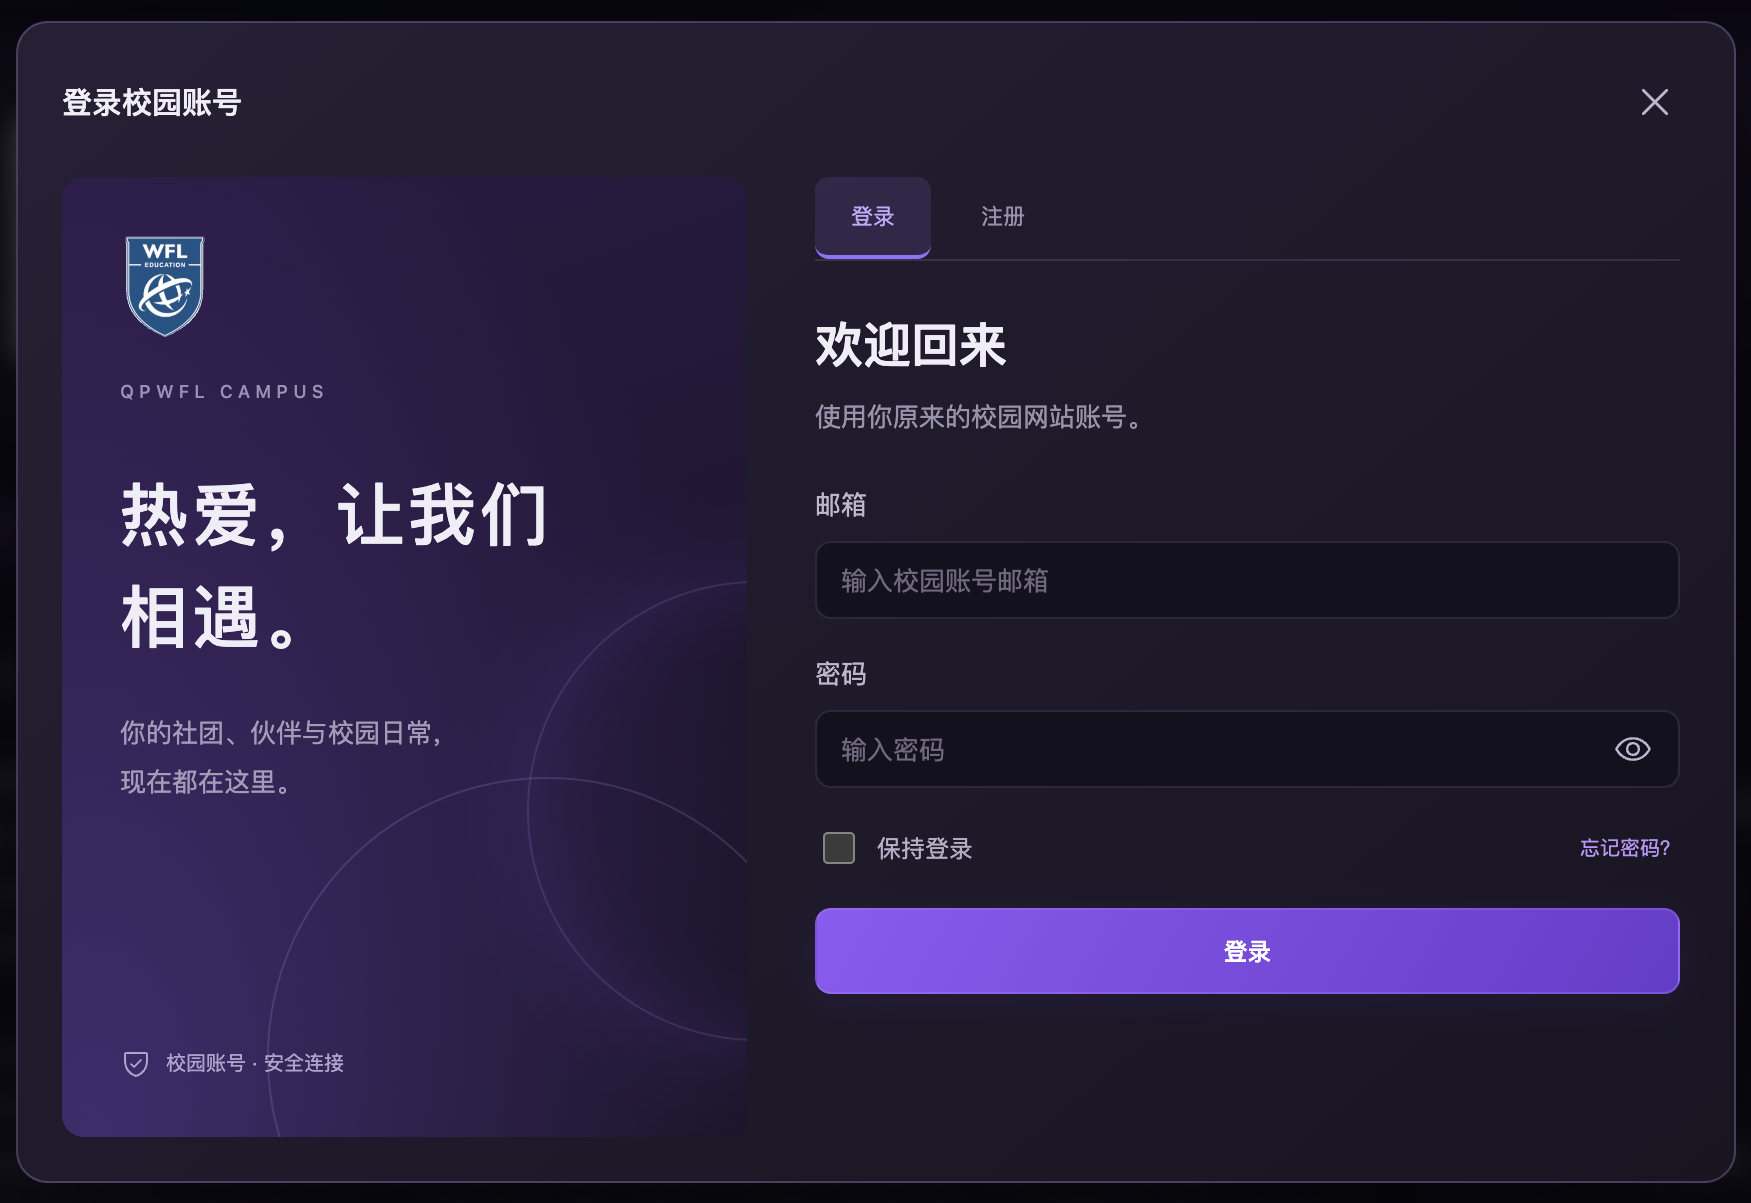 登录校园账号
WFL
EDUCATION
QPWFL CAMPUS
热爱，让我们
相遇。
你的社团、伙伴与校园日常，
现在都在这里。
校园账号 · 安全连接
登录
注册
欢迎回来
使用你原来的校园网站账号。
邮箱
输入校园账号邮箱
密码
输入密码
保持登录
忘记密码?
登录